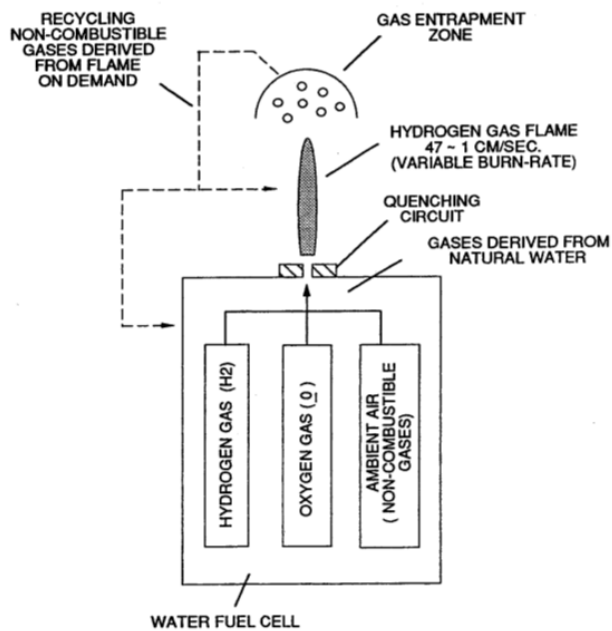 RECYCLING
NON-COMBUSTIBLE
GASES DERIVED
FROM FLAME
ON DEMAND
GAS ENTRAPMENT
ZONE
HYDROGEN GAS FLAME
47 ~ 1 CM/SEC.
(VARIABLE BURN-RATE)
QUENCHING
CIRCUIT
GASES DERIVED FROM
NATURAL WATER
HYDROGEN GAS (H2)
OXYGEN GAS (O)
AMBIENT AIR
( NON-COMBUSTIBLE
GASES)
WATER FUEL CELL